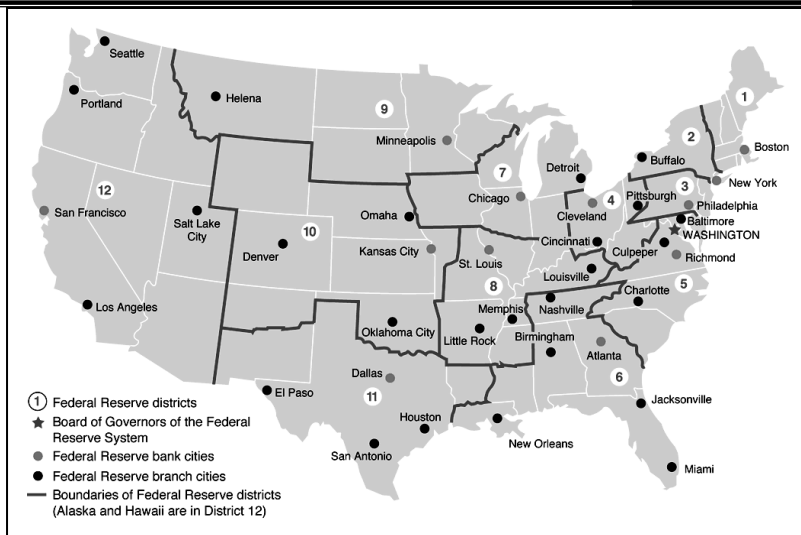 Seattle
Portland
Helena
9
Minneapolis
1
2
Boston
Buffalo
New York
7
Detroit
Chicago
4
Cleveland
Pittsburgh
3
Philadelphia
Baltimore
WASHINGTON
12
San Francisco
Salt Lake
City
10
Denver
Omaha
Kansas City
St. Louis
Cincinnati
Culpeper
Richmond
Louisville
8
5
Charlotte
Los Angeles
Memphis
Nashville
Oklahoma City
Little Rock
Birmingham
Atlanta
6
Dallas
11
El Paso
Houston
San Antonio
New Orleans
Jacksonville
Miami
1 Federal Reserve districts
Board of Governors of the Federal
Reserve System
Federal Reserve bank cities
Federal Reserve branch cities
Boundaries of Federal Reserve districts
(Alaska and Hawaii are in District 12)